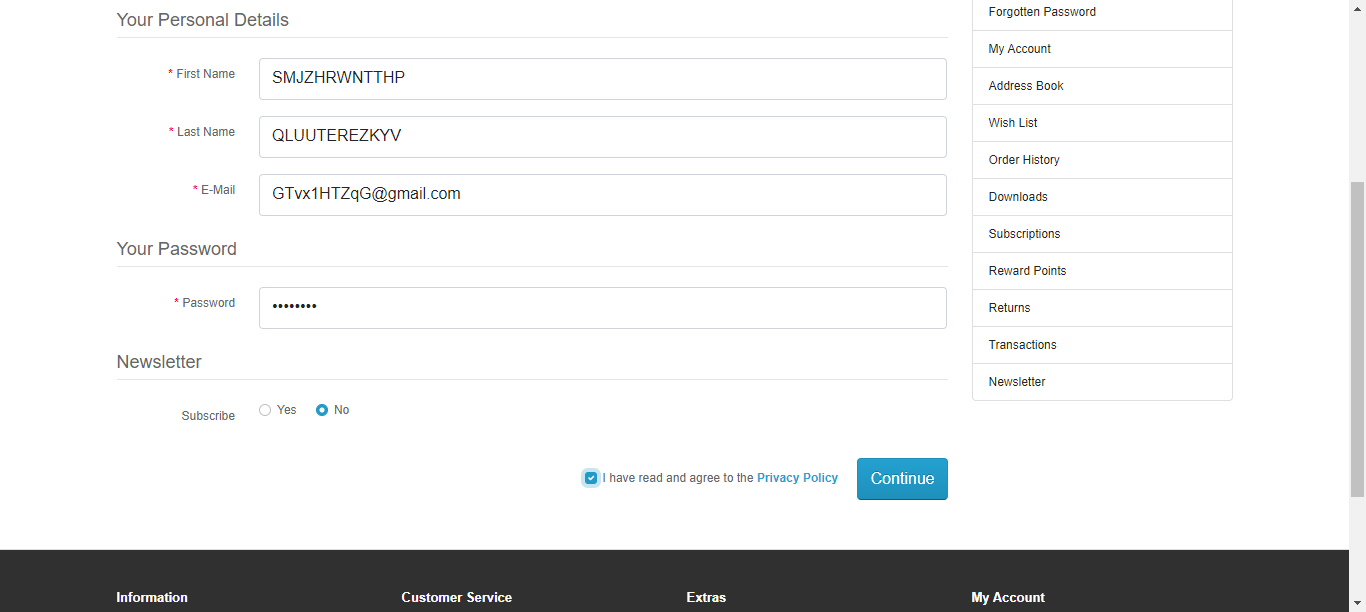 Your Personal Details
* First Name
SMJZHRWNTTHP
* Last Name
QLUUTEREZKYV
* E-Mail
GTvx1HTZqG@gmail.com
Your Password
* Password
••••••••
Newsletter
Subscribe
Yes
No
I have read and agree to the Privacy Policy
Continue
Forgotten Password
My Account
Address Book
Wish List
Order History
Downloads
Subscriptions
Reward Points
Returns
Transactions
Newsletter
Information
Customer Service
Extras
My Account